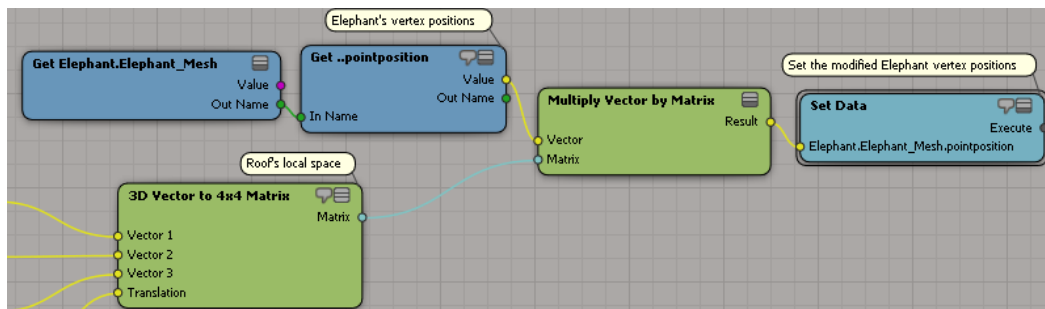 Elephant's vertex positions
Get Elephant.Elephant_Mesh
Value
Out Name
Get ..pointposition
Value
Out Name
In Name
Multiply Vector by Matrix
Result
Vector
Matrix
Set the modified Elephant vertex positions
Set Data
Execute
Elephant.Elephant_Mesh.pointposition
Roof's local space
3D Vector to 4x4 Matrix
Matrix
Vector 1
Vector 2
Vector 3
Translation